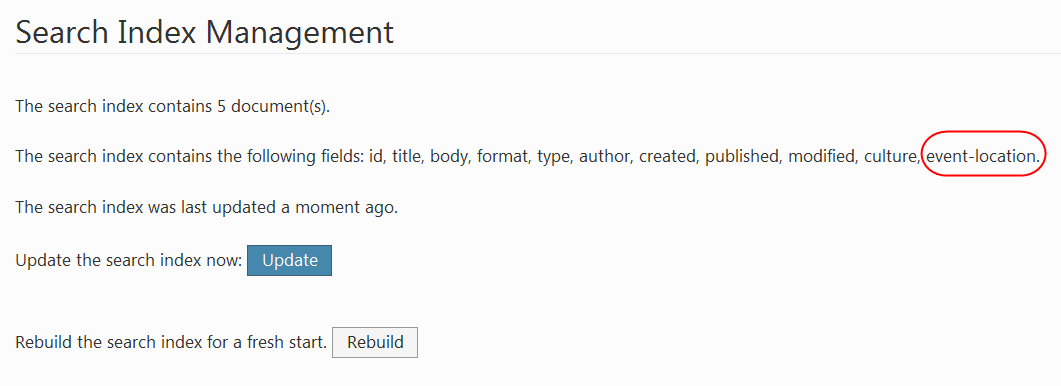 Search Index Management
The search index contains 5 document(s).
The search index contains the following fields: id, title, body, format, type, author, created, published, modified, culture, event-location.
The search index was last updated a moment ago.
Update the search index now: Update
Rebuild the search index for a fresh start. Rebuild